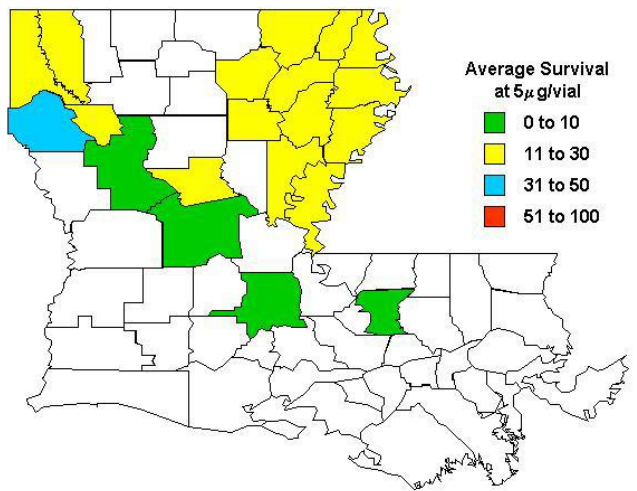 Average Survival
at 5μg/vial
0 to 10
11 to 30
31 to 50
51 to 100